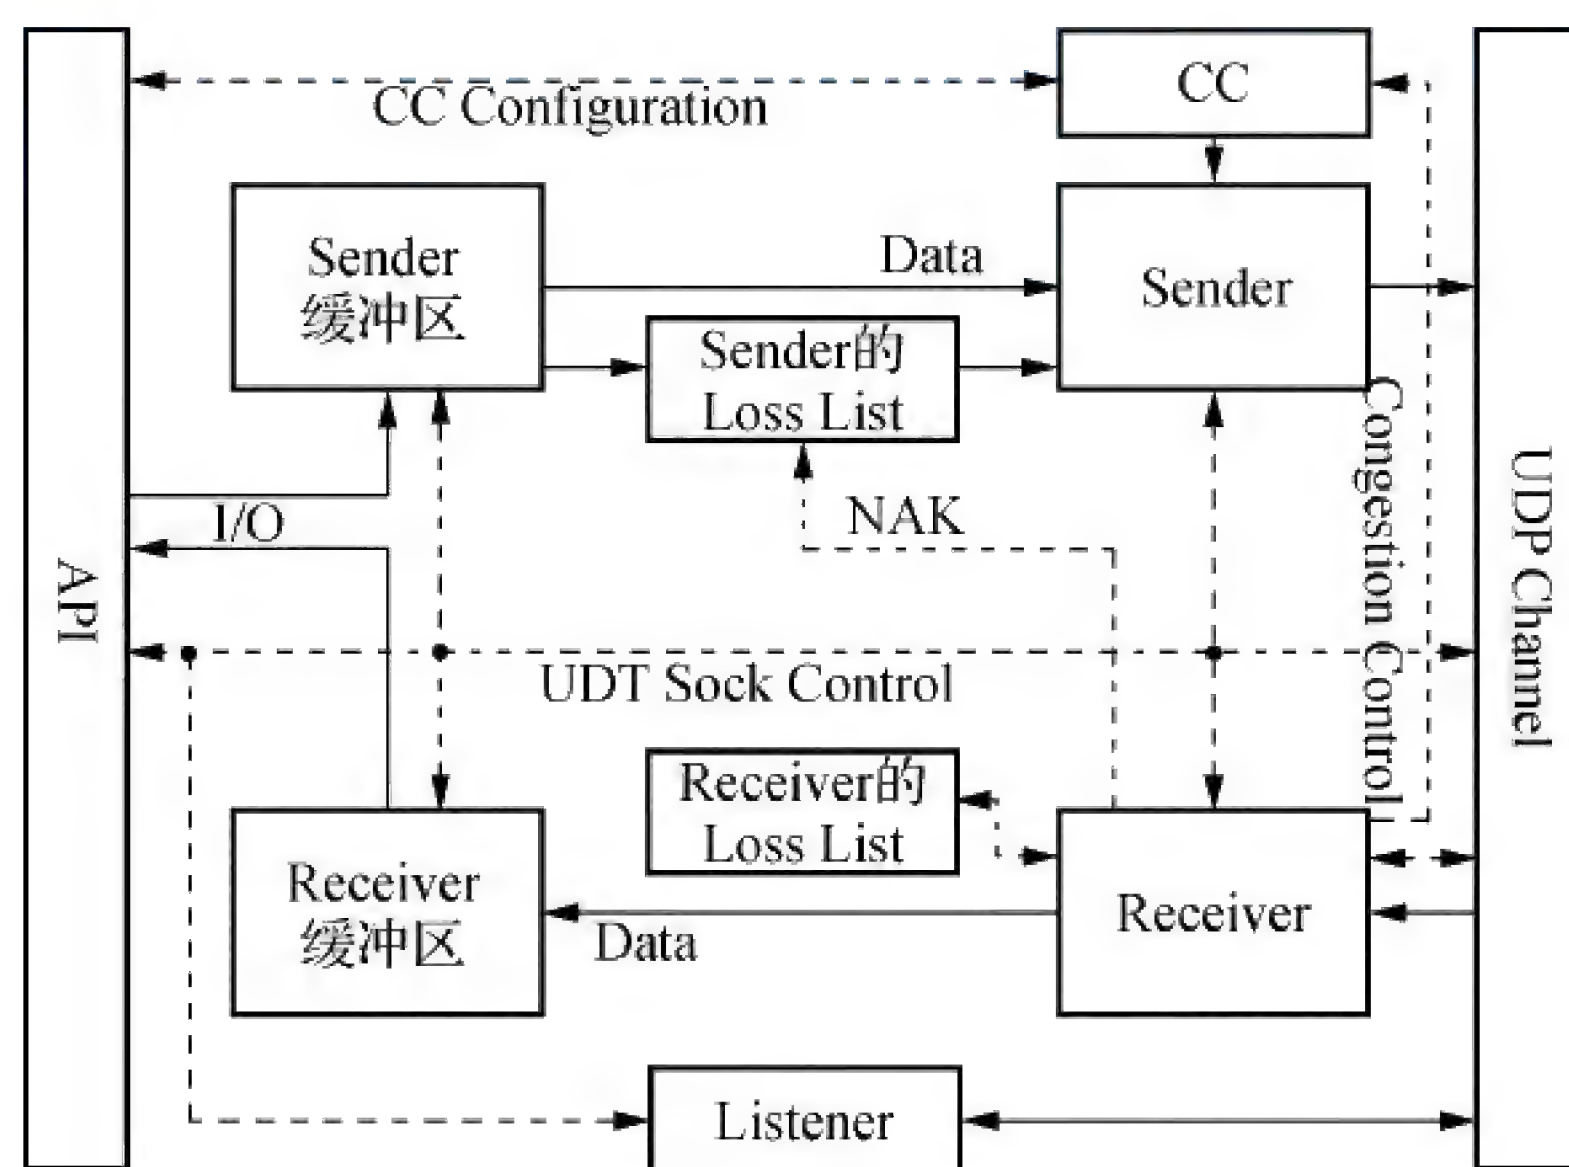 CC
CC Configuration
Sender
缓冲区
Data
Sender
Sender的
Loss List
I/O
NAK
API
Congestion Control
UDP Channel
UDT Sock Control
Receiver的
Loss List
Receiver
缓冲区
Data
Receiver
Listener